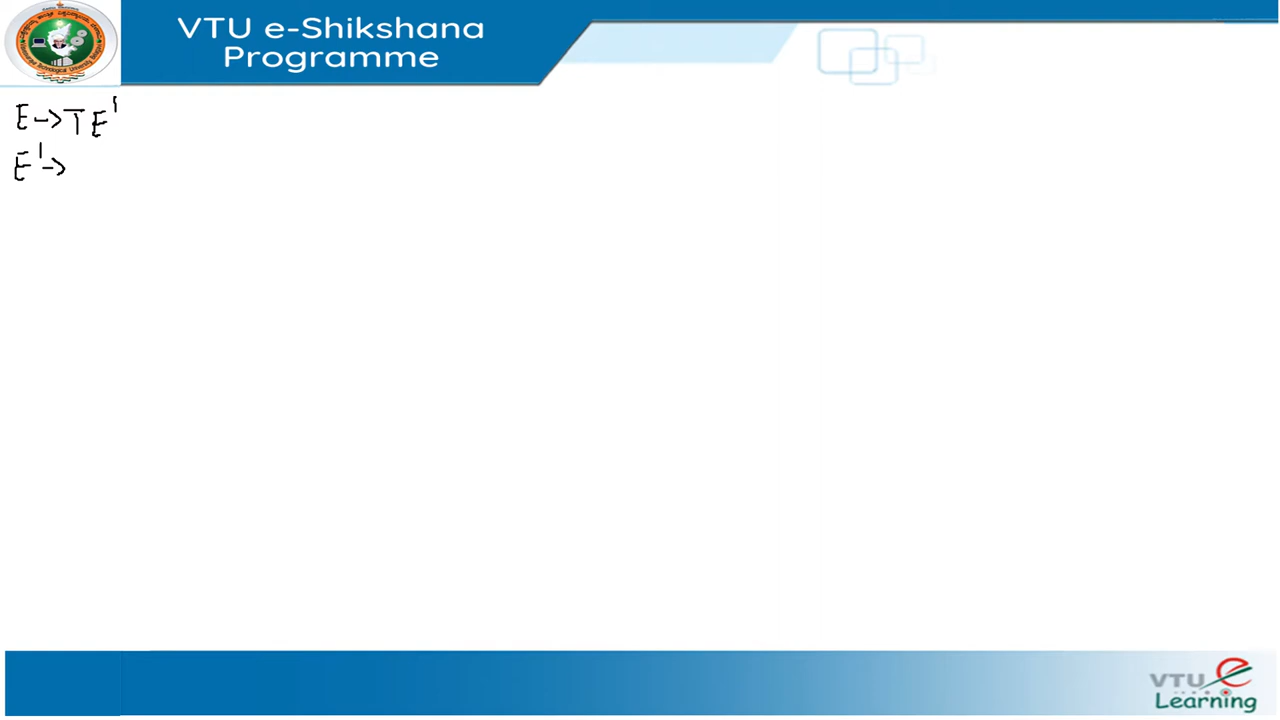 VTU e-Shikshana
Programme
E->TE'
E'->
VTU e
Learning